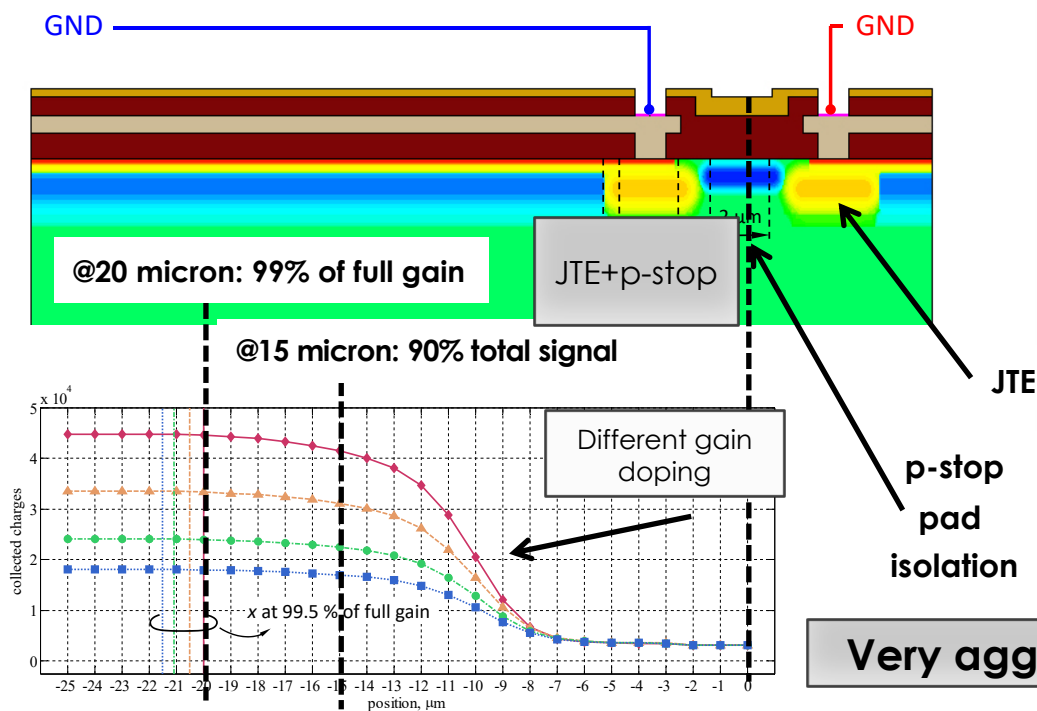 GND
GND
2 μm
@20 micron: 99% of full gain
JTE+p-stop
@15 micron: 90% total signal
JTE
x 10^4
Different gain
doping
p-stop
pad
isolation
x at 99.5 % of full gain
collected charges
5
4
3
2
1
0
-25 -24 -23 -22 -21 -20 -19 -18 -17 -16 -15 -14 -13 -12 -11 -10 -9 -8 -7 -6 -5 -4 -3 -2 -1 0
position, μm
Very agg